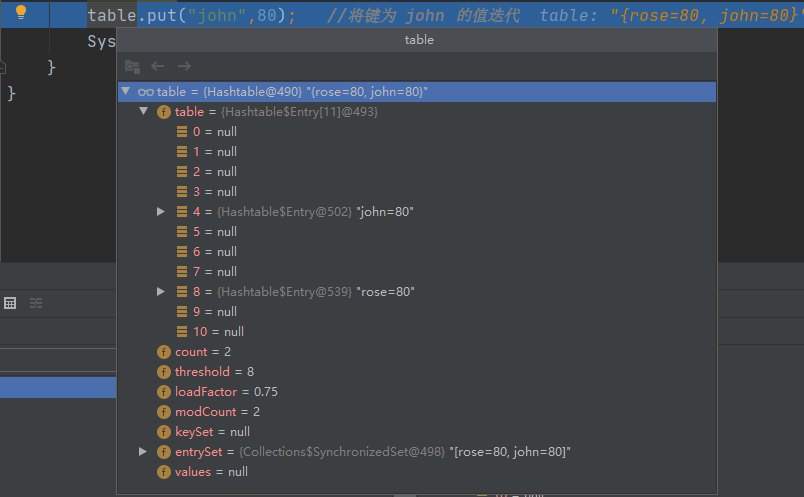 table.put("john",80);   //将键为 john 的值迭代  table: "{rose=80, john=80}"
Sys
}
}
table
table = {Hashtable@490} "{rose=80, john=80}"
table = {Hashtable$Entry[11]@493}
0 = null
1 = null
2 = null
3 = null
4 = {Hashtable$Entry@502} "john=80"
5 = null
6 = null
7 = null
8 = {Hashtable$Entry@539} "rose=80"
9 = null
10 = null
count = 2
threshold = 8
loadFactor = 0.75
modCount = 2
keySet = null
entrySet = {Collections$SynchronizedSet@498} "[rose=80, john=80]"
values = null